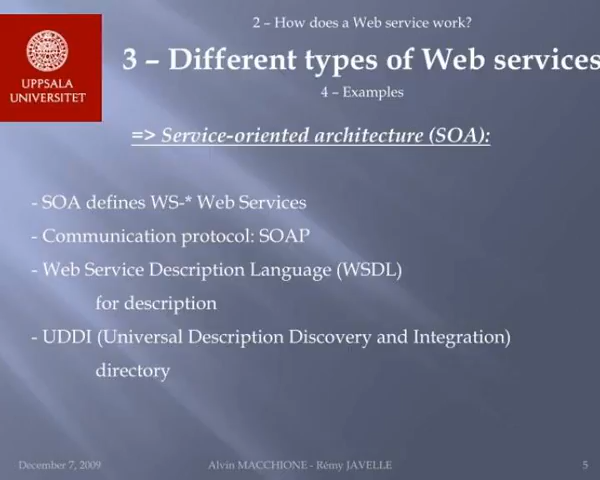 2 – How does a Web service work?
3 – Different types of Web services
4 – Examples
UPPSALA
UNIVERSITET
=> Service-oriented architecture (SOA):
- SOA defines WS-* Web Services
- Communication protocol: SOAP
- Web Service Description Language (WSDL)
for description
- UDDI (Universal Description Discovery and Integration)
directory
December 7, 2009
Alvin MACCHIONE - Rémy JAVELLE
5